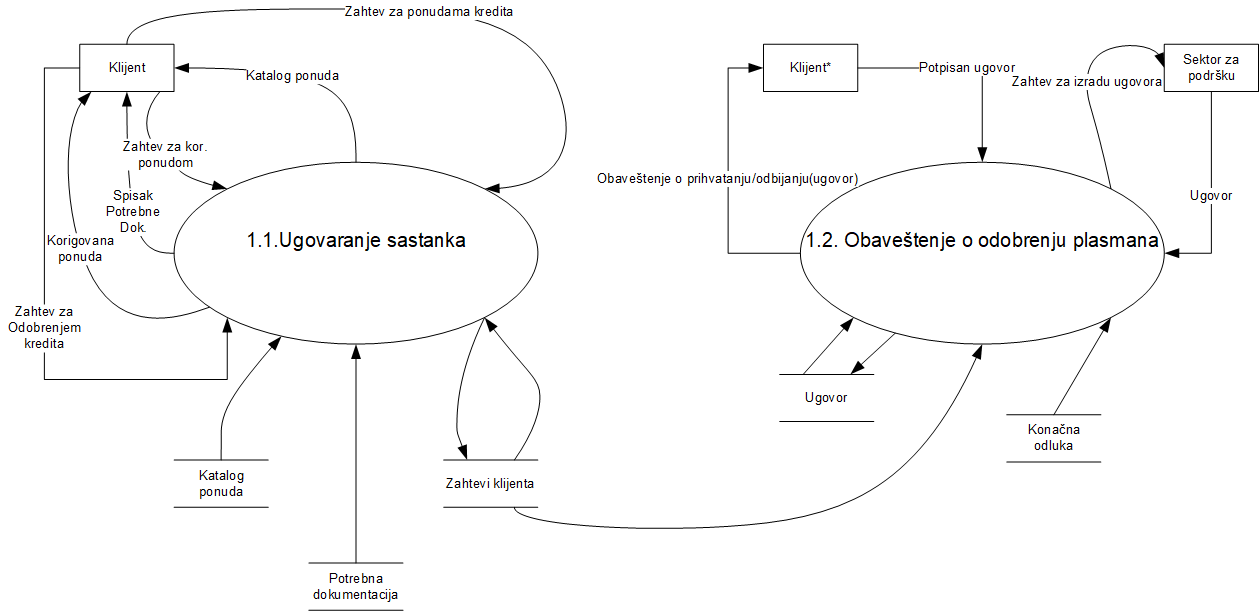 Zahtev za ponudama kredita
Klijent
Katalog ponuda
Zahtev za kor.
ponudom
Spisak
Potrebne
Dok.
Korigovana
ponuda
1.1.Ugovaranje sastanka
Zahtev za
Odobrenjem
kredita
Katalog
ponuda
Zahtevi klijenta
Potrebna
dokumentacija
Klijent*
Potpisan ugovor
Zahtev za izradu ugovora
Sektor za
podršku
Obaveštenje o prihvatanju/odbijanju(ugovor)
Ugovor
1.2. Obaveštenje o odobrenju plasmana
Ugovor
Konačna
odluka